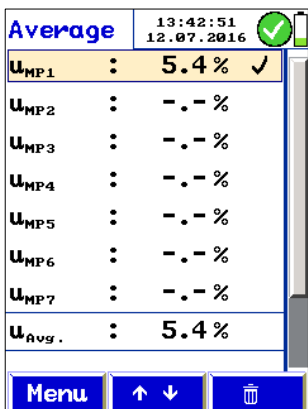 Average 13:42:51
12.07.2016
uMP1 : 5.4% ✓
uMP2 : -.-%
uMP3 : -.-%
uMP4 : -.-%
uMP5 : -.-%
uMP6 : -.-%
uMP7 : -.-%
uAvg. : 5.4%
Menu ↑ ↓